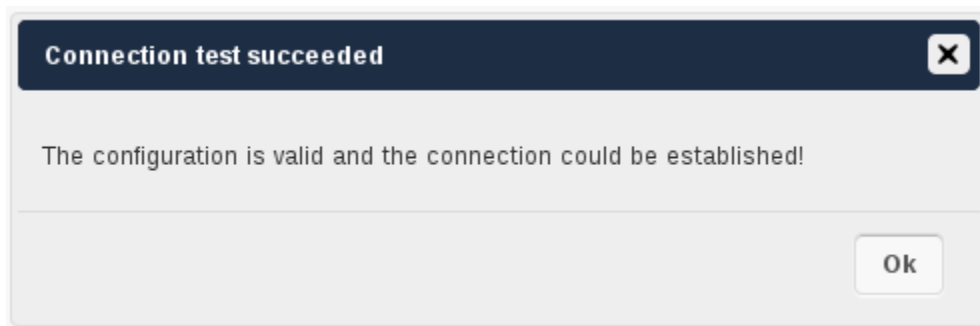 Connection test succeeded
The configuration is valid and the connection could be established!
Ok